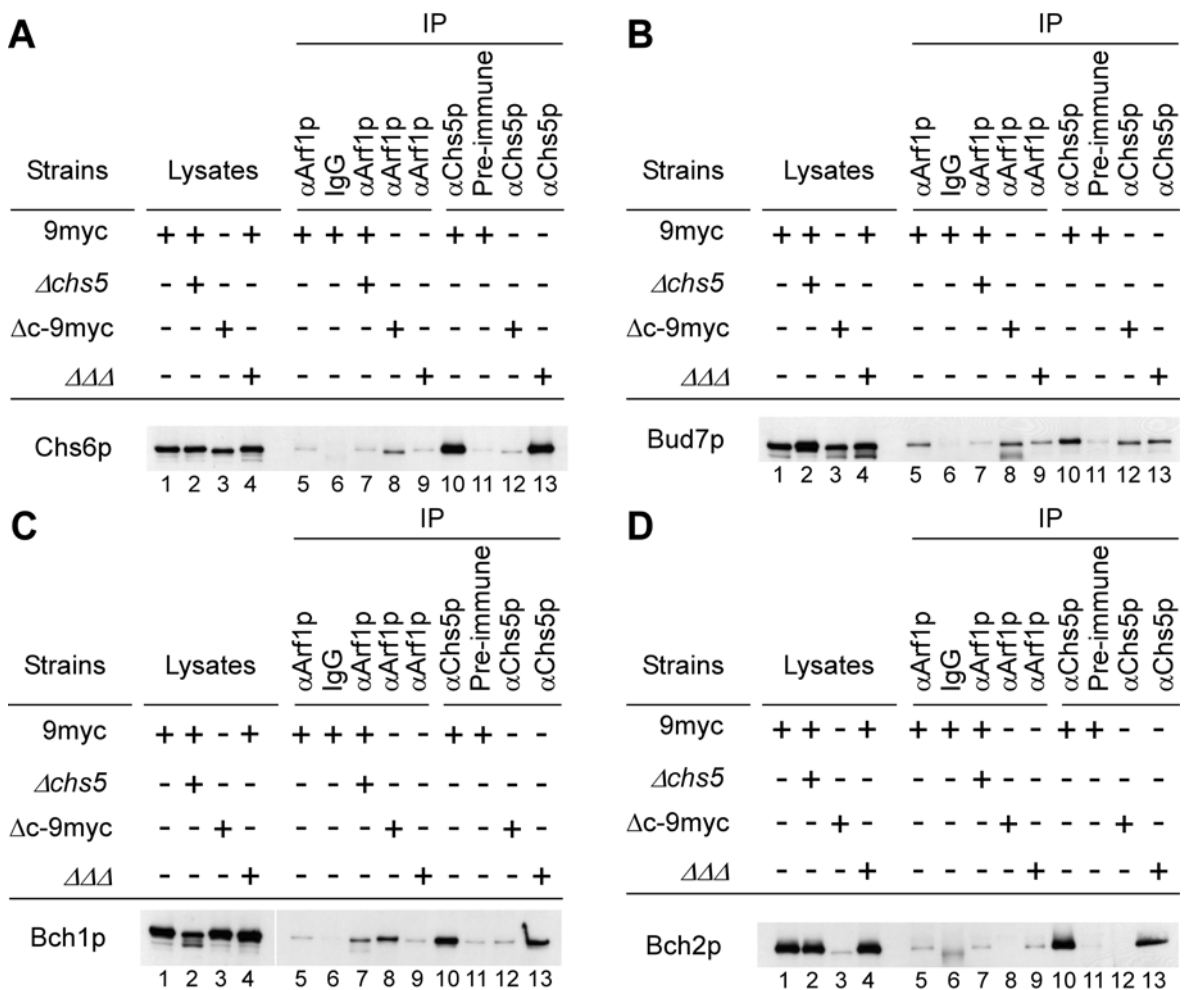 A
IP
Strains Lysates αArf1p IgG αArf1p αArf1p αArf1p αChs5p Pre-immune αChs5p αChs5p
9myc + + - + + + + - - + + - -
Δchs5 - + - - - - + - - - - - -
Δc-9myc - - + - - - - + - - - + -
ΔΔΔ - - - + - - - - + - - - +
Chs6p
1 2 3 4 5 6 7 8 9 10 11 12 13
B
IP
Strains Lysates αArf1p IgG αArf1p αArf1p αArf1p αChs5p Pre-immune αChs5p αChs5p
9myc + + - + + + + - - + + - -
Δchs5 - + - - - - + - - - - - -
Δc-9myc - - + - - - - + - - - + -
ΔΔΔ - - - + - - - - + - - - +
Bud7p
1 2 3 4 5 6 7 8 9 10 11 12 13
C
IP
Strains Lysates αArf1p IgG αArf1p αArf1p αArf1p αChs5p Pre-immune αChs5p αChs5p
9myc + + - + + + + - - + + - -
Δchs5 - + - - - - + - - - - - -
Δc-9myc - - + - - - - + - - - + -
ΔΔΔ - - - + - - - - + - - - +
Bch1p
1 2 3 4 5 6 7 8 9 10 11 12 13
D
IP
Strains Lysates αArf1p IgG αArf1p αArf1p αArf1p αChs5p Pre-immune αChs5p αChs5p
9myc + + - + + + + - - + + - -
Δchs5 - + - - - - + - - - - - -
Δc-9myc - - + - - - - + - - - + -
ΔΔΔ - - - + - - - - + - - - +
Bch2p
1 2 3 4 5 6 7 8 9 10 11 12 13